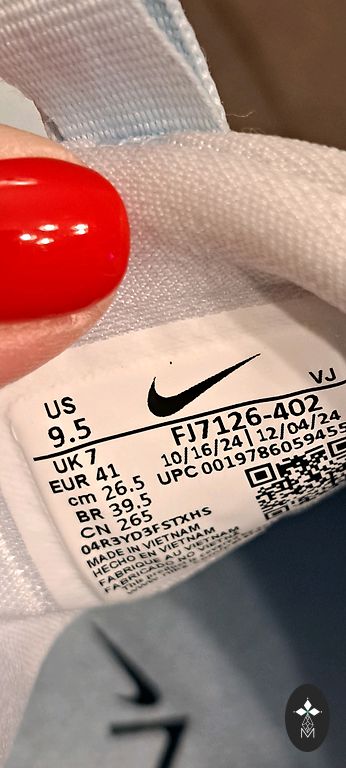 US
9.5
VJ
FJ7126-402
10/16/24 | 12/04/24
UPC 0019786059455
UK 7
EUR 41
cm 26.5
BR 39.5
CN 265
04R3YD3FSTXHS
MADE IN VIETNAM
HECHO EN VIETNAM
FABRIQUE AU VIETNAM
FABRICADO NO VIETNAM
M